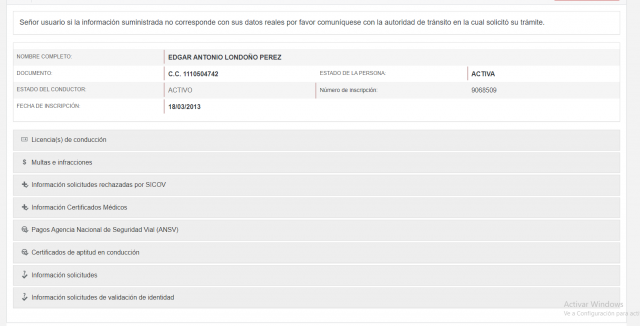 Señor usuario si la información suministrada no corresponde con sus datos reales por favor comuníquese con la autoridad de tránsito en la cual solicitó su trámite.
NOMBRE COMPLETO: EDGAR ANTONIO LONDOÑO PEREZ
DOCUMENTO: C.C. 1110504742 ESTADO DE LA PERSONA: ACTIVA
ESTADO DEL CONDUCTOR: ACTIVO Número de inscripción: 9068509
FECHA DE INSCRIPCIÓN: 18/03/2013
Licencia(s) de conducción
$ Multas e infracciones
Información solicitudes rechazadas por SICOV
Información Certificados Médicos
Pagos Agencia Nacional de Seguridad Vial (ANSV)
Certificados de aptitud en conducción
Información solicitudes
Información solicitudes de validación de identidad
Activar Windows
Ve a Configuración para acti